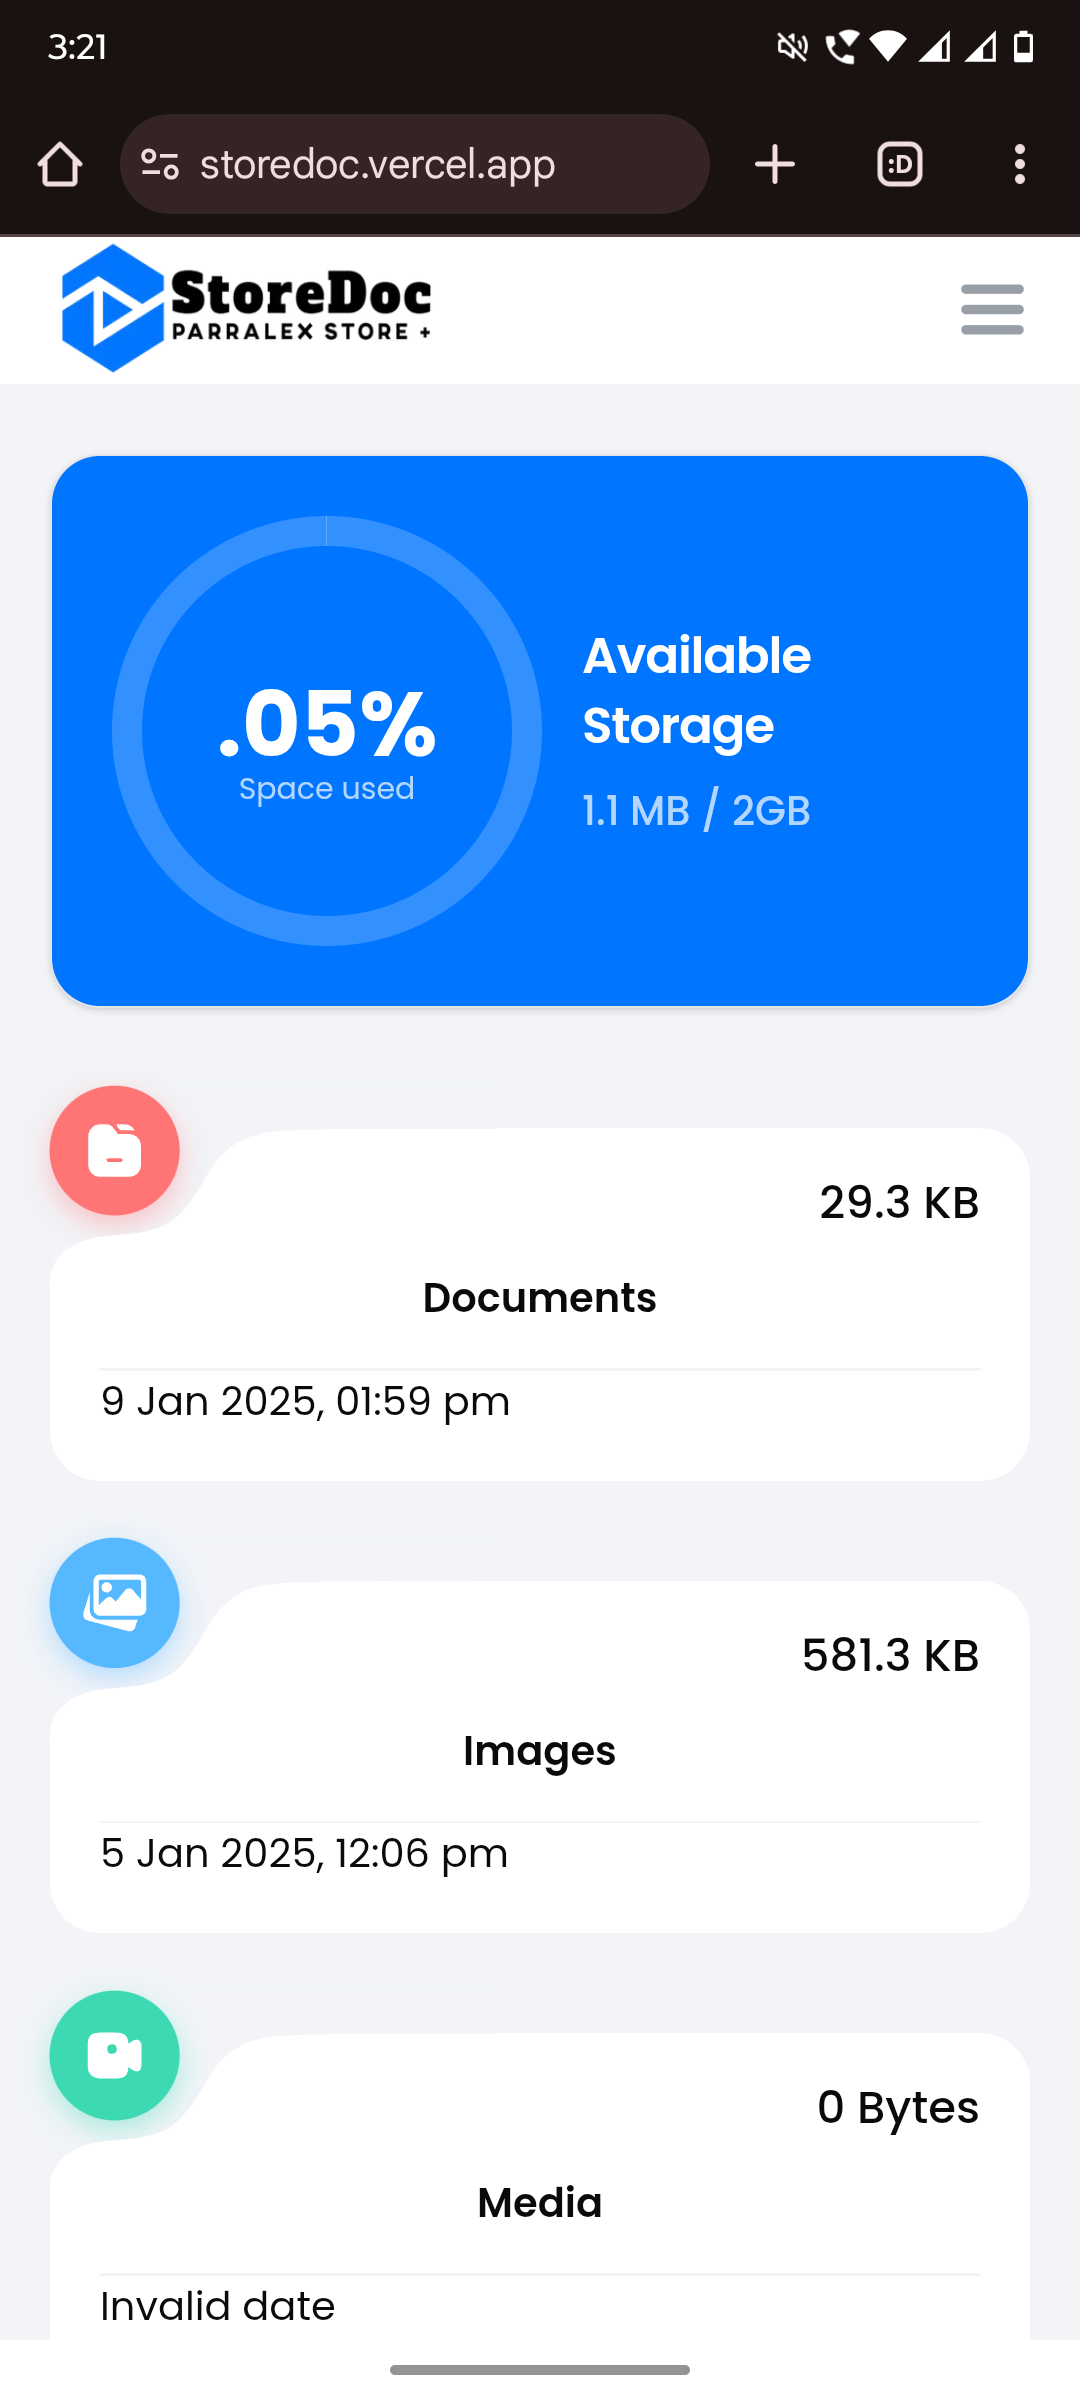 3:21
storedoc.vercel.app
:D
StoreDoc
PARRALEX STORE +
.05%
Space used
Available
Storage
1.1 MB / 2GB
29.3 KB
Documents
9 Jan 2025, 01:59 pm
581.3 KB
Images
5 Jan 2025, 12:06 pm
0 Bytes
Media
Invalid date